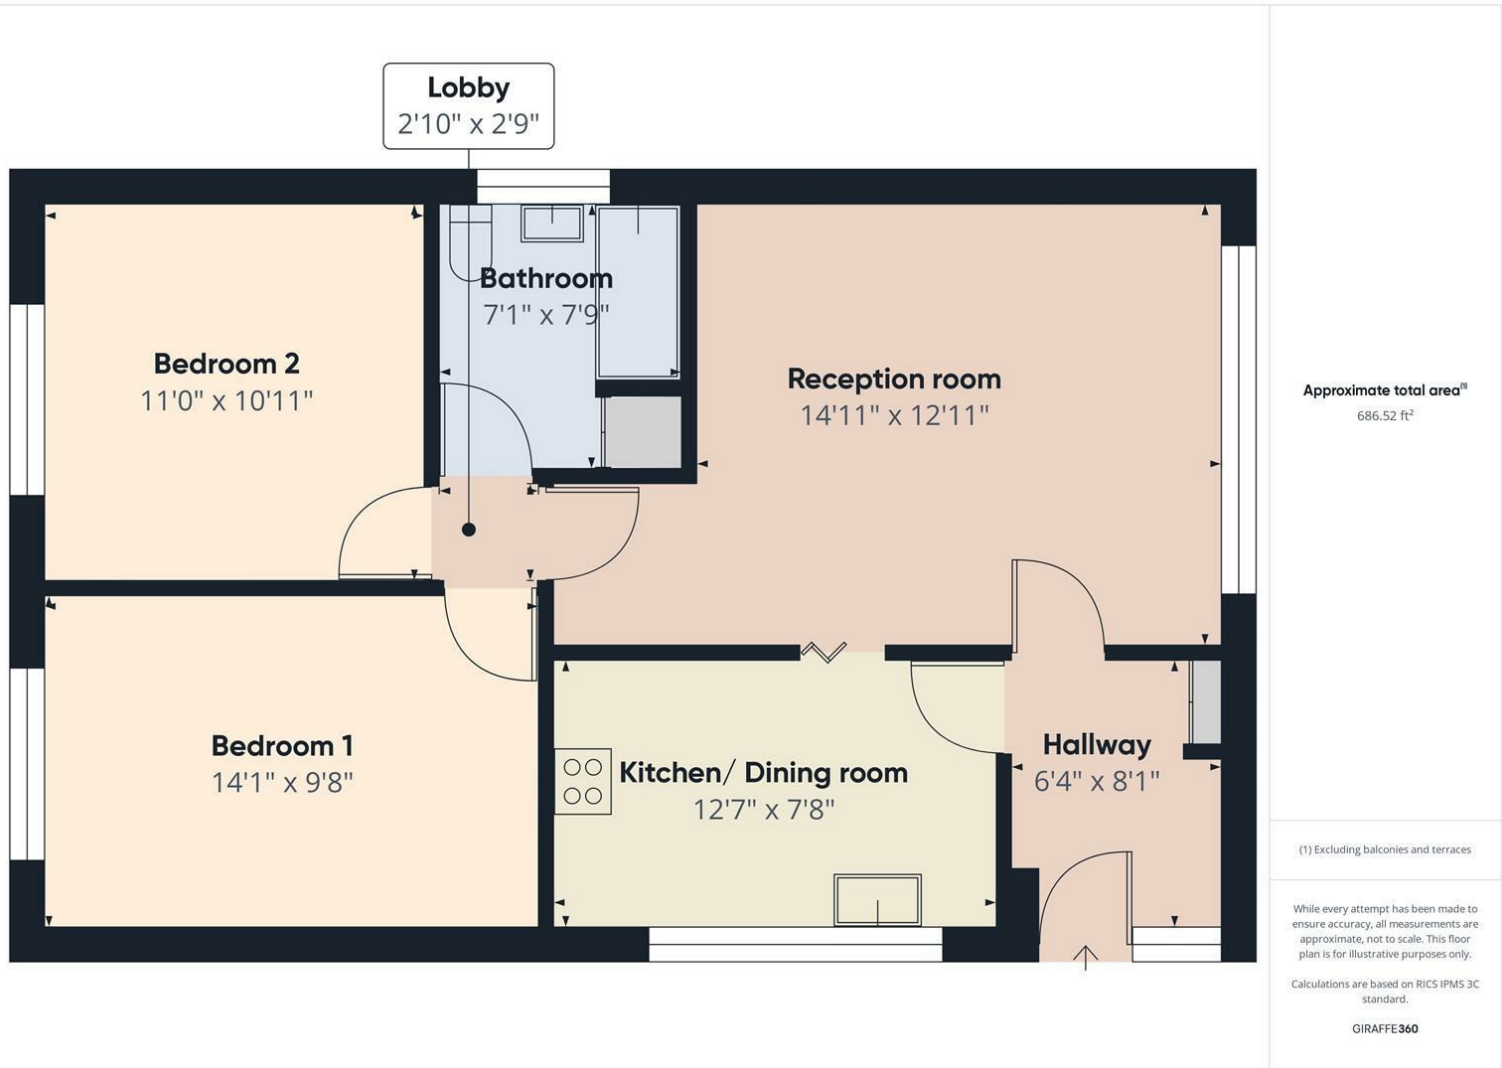 Lobby
2'10" x 2'9"
Bedroom 2
11'0" x 10'11"
Bathroom
7'1" x 7'9"
Reception room
14'11" x 12'11"
Bedroom 1
14'1" x 9'8"
Kitchen/ Dining room
12'7" x 7'8"
Hallway
6'4" x 8'1"
Approximate total area(1)
686.52 ft²
(1) Excluding balconies and terraces
While every attempt has been made to
ensure accuracy, all measurements are
approximate, not to scale. This floor
plan is for illustrative purposes only.
Calculations are based on RICS IPMS 3C
standard.
GIRAFFE360